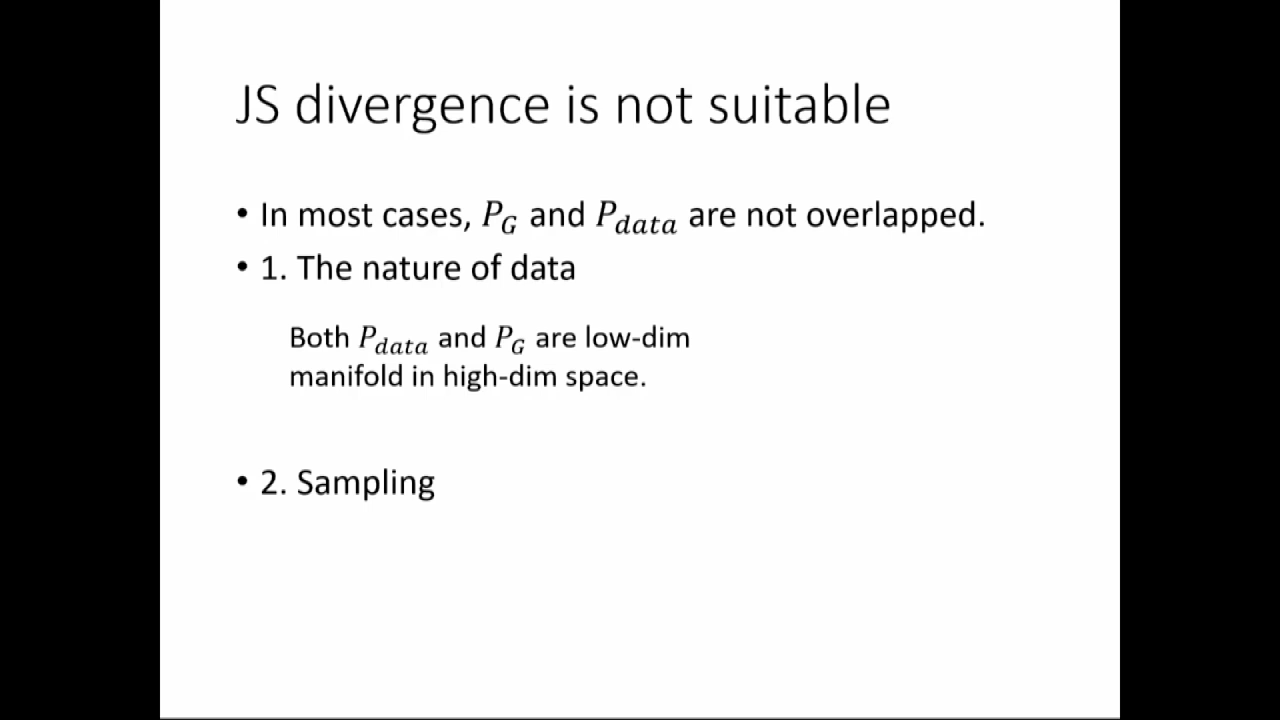 JS divergence is not suitable
• In most cases, P_G and P_data are not overlapped.
• 1. The nature of data
Both P_data and P_G are low-dim
manifold in high-dim space.
• 2. Sampling